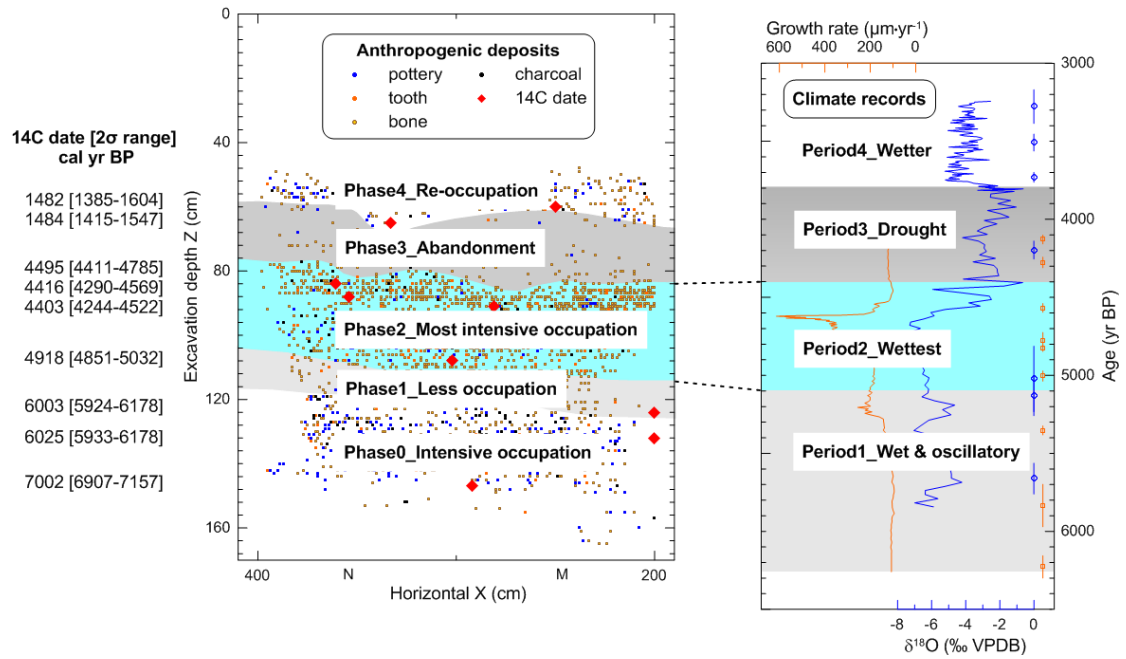 Anthropogenic deposits
pottery
charcoal
tooth
14C date
bone
14C date [2σ range]
cal yr BP
1482 [1385-1604]
1484 [1415-1547]
4495 [4411-4785]
4416 [4290-4569]
4403 [4244-4522]
4918 [4851-5032]
6003 [5924-6178]
6025 [5933-6178]
7002 [6907-7157]
Excavation depth Z (cm)
0
40
80
120
160
Phase4_Re-occupation
Phase3_Abandonment
Phase2_Most intensive occupation
Phase1_Less occupation
Phase0_Intensive occupation
400
N
M
200
Horizontal X (cm)
Growth rate (μm·yr⁻¹)
600
400
200
0
Climate records
Period4_Wetter
Period3_Drought
Period2_Wettest
Period1_Wet & oscillatory
3000
4000
5000
6000
Age (yr BP)
-8
-6
-4
-2
0
δ¹⁸O (‰ VPDB)